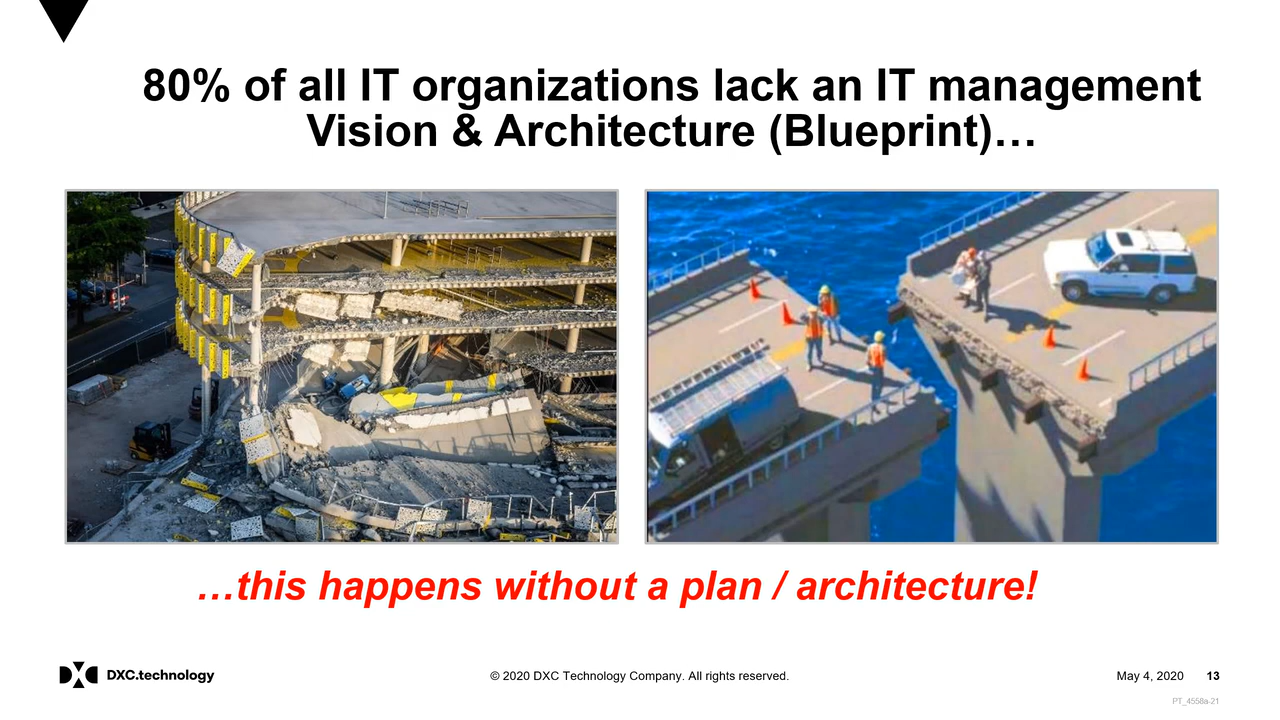 80% of all IT organizations lack an IT management
Vision & Architecture (Blueprint)…
…this happens without a plan / architecture!
DXC.technology
© 2020 DXC Technology Company. All rights reserved.
May 4, 2020
13
PT_4558a-21